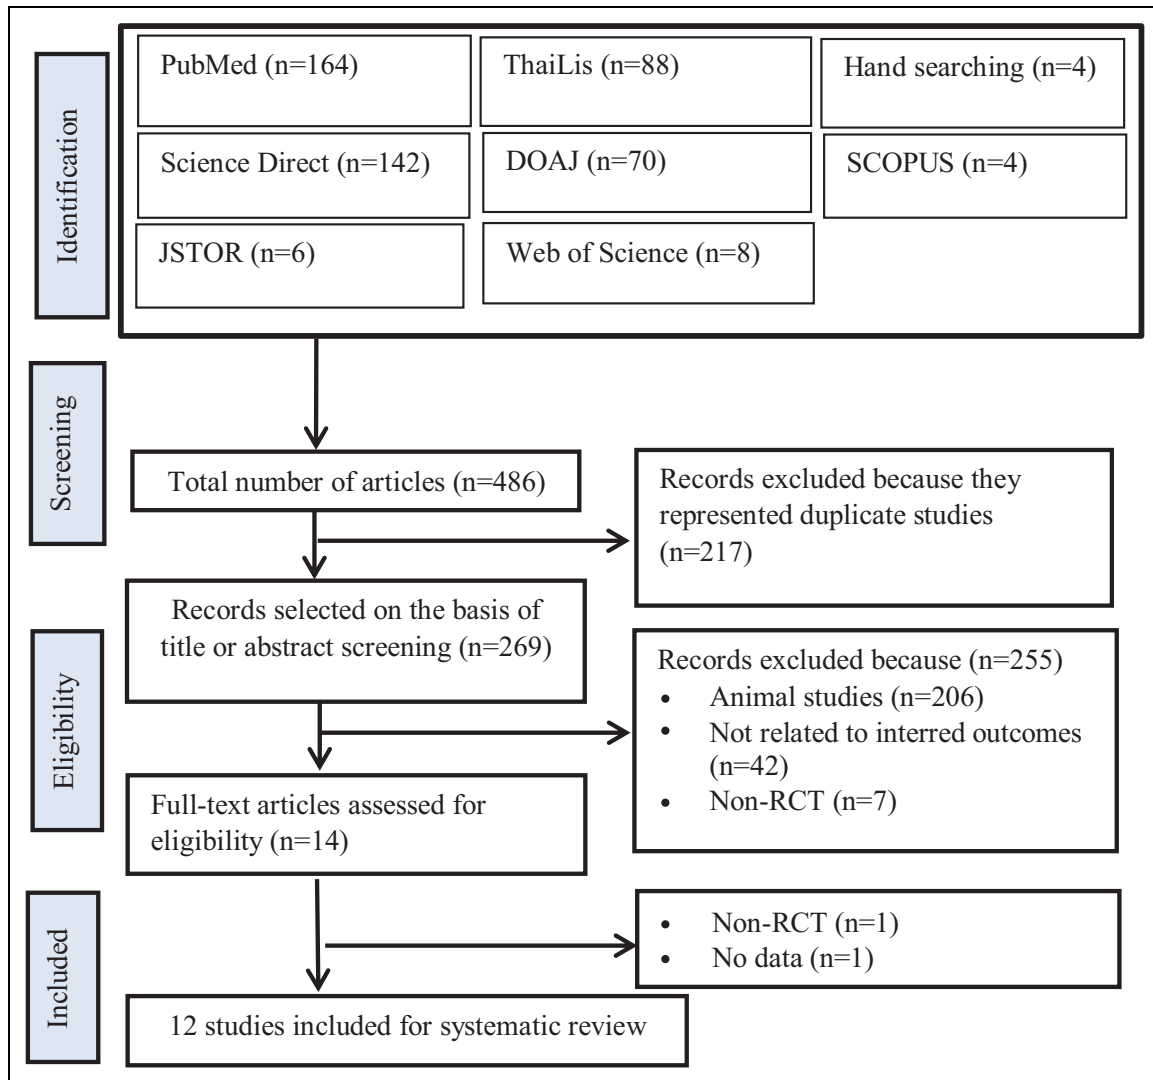 Identification
PubMed (n=164)
ThaiLis (n=88)
Hand searching (n=4)
Science Direct (n=142)
DOAJ (n=70)
SCOPUS (n=4)
JSTOR (n=6)
Web of Science (n=8)
Screening
Total number of articles (n=486)
Records excluded because they
represented duplicate studies
(n=217)
Records selected on the basis of
title or abstract screening (n=269)
Eligibility
Records excluded because (n=255)
• Animal studies (n=206)
• Not related to interred outcomes
(n=42)
• Non-RCT (n=7)
Full-text articles assessed for
eligibility (n=14)
Included
• Non-RCT (n=1)
• No data (n=1)
12 studies included for systematic review